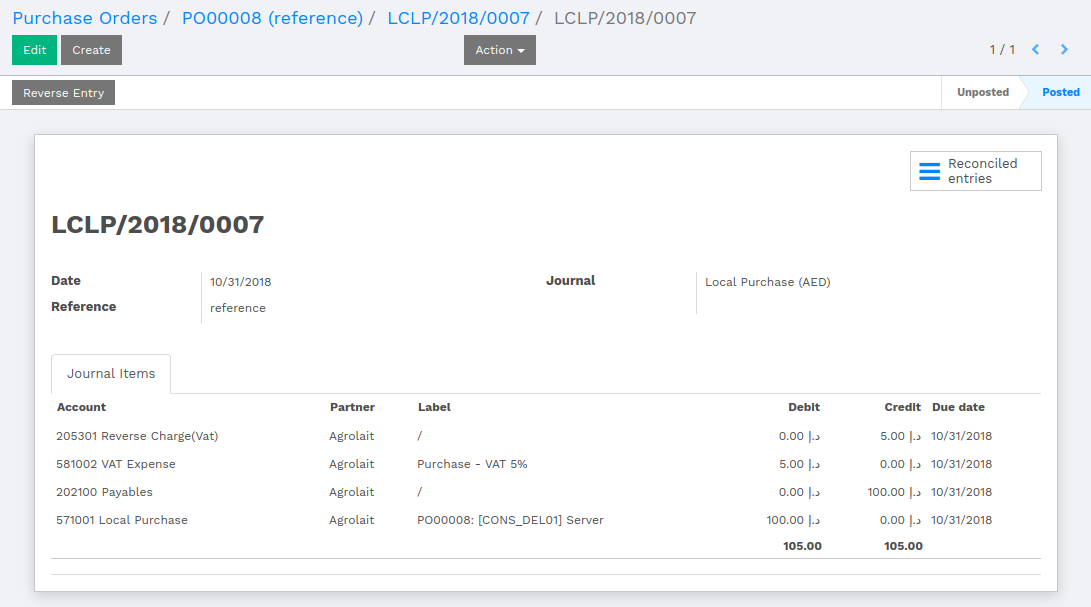 Purchase Orders / PO00008 (reference) / LCLP/2018/0007 / LCLP/2018/0007
Edit Create Action 1 / 1
Reverse Entry Unposted Posted
Reconciled
entries
LCLP/2018/0007
Date 10/31/2018 Journal Local Purchase (AED)
Reference reference
Journal Items
Account Partner Label Debit Credit Due date
205301 Reverse Charge(Vat) Agrolait / 0.00 د.إ 5.00 د.إ 10/31/2018
581002 VAT Expense Agrolait Purchase - VAT 5% 5.00 د.إ 0.00 د.إ 10/31/2018
202100 Payables Agrolait / 0.00 د.إ 100.00 د.إ 10/31/2018
571001 Local Purchase Agrolait PO00008: [CONS_DEL01] Server 100.00 د.إ 0.00 د.إ 10/31/2018
105.00 105.00